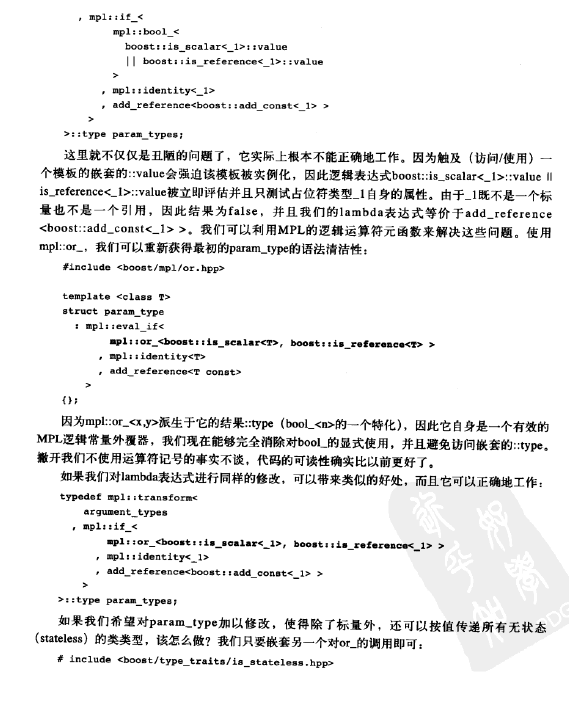 , mpl::if_<
mpl::bool_<
boost::is_scalar<_1>::value
|| boost::is_reference<_1>::value
>
, mpl::identity<_1>
, add_reference<boost::add_const<_1> >
>
>::type param_types;
这里就不仅仅是丑陋的问题了，它实际上根本不能正确地工作。因为触及（访问/使用）一
个模板的嵌套的::value会强迫该模板被实例化，因此逻辑表达式boost::is_scalar<_1>::value ||
is_reference<_1>::value被立即评估并且只测试占位符类型_1自身的属性。由于_1既不是一个标
量也不是一个引用，因此结果为false，并且我们的lambda表达式等价于add_reference
<boost::add_const<_1> >。我们可以利用MPL的逻辑运算符元函数来解决这些问题。使用
mpl::or_，我们可以重新获得最初的param_type的语法清洁性：
#include <boost/mpl/or.hpp>
template <class T>
struct param_type
: mpl::eval_if<
mpl::or_<boost::is_scalar<T>, boost::is_reference<T> >
, mpl::identity<T>
, add_reference<T const>
>
{};
因为mpl::or_<x,y>派生于它的结果::type（bool_<n>的一个特化），因此它自身是一个有效的
MPL逻辑常量外覆器，我们现在能够完全消除对bool_的显式使用，并且避免访问嵌套的::type。
撇开我们不使用运算符记号的事实不谈，代码的可读性确实比以前更好了。
如果我们对lambda表达式进行同样的修改，可以带来类似的好处，而且它可以正确地工作：
typedef mpl::transform<
argument_types
, mpl::if_<
mpl::or_<boost::is_scalar<_1>, boost::is_reference<_1> >
, mpl::identity<_1>
, add_reference<boost::add_const<_1> >
>
>::type param_types;
如果我们希望对param_type加以修改，使得除了标量外，还可以按值传递所有无状态
(stateless) 的类类型，该怎么做？我们只要嵌套另一个对or_的调用即可：
# include <boost/type_traits/is_stateless.hpp>